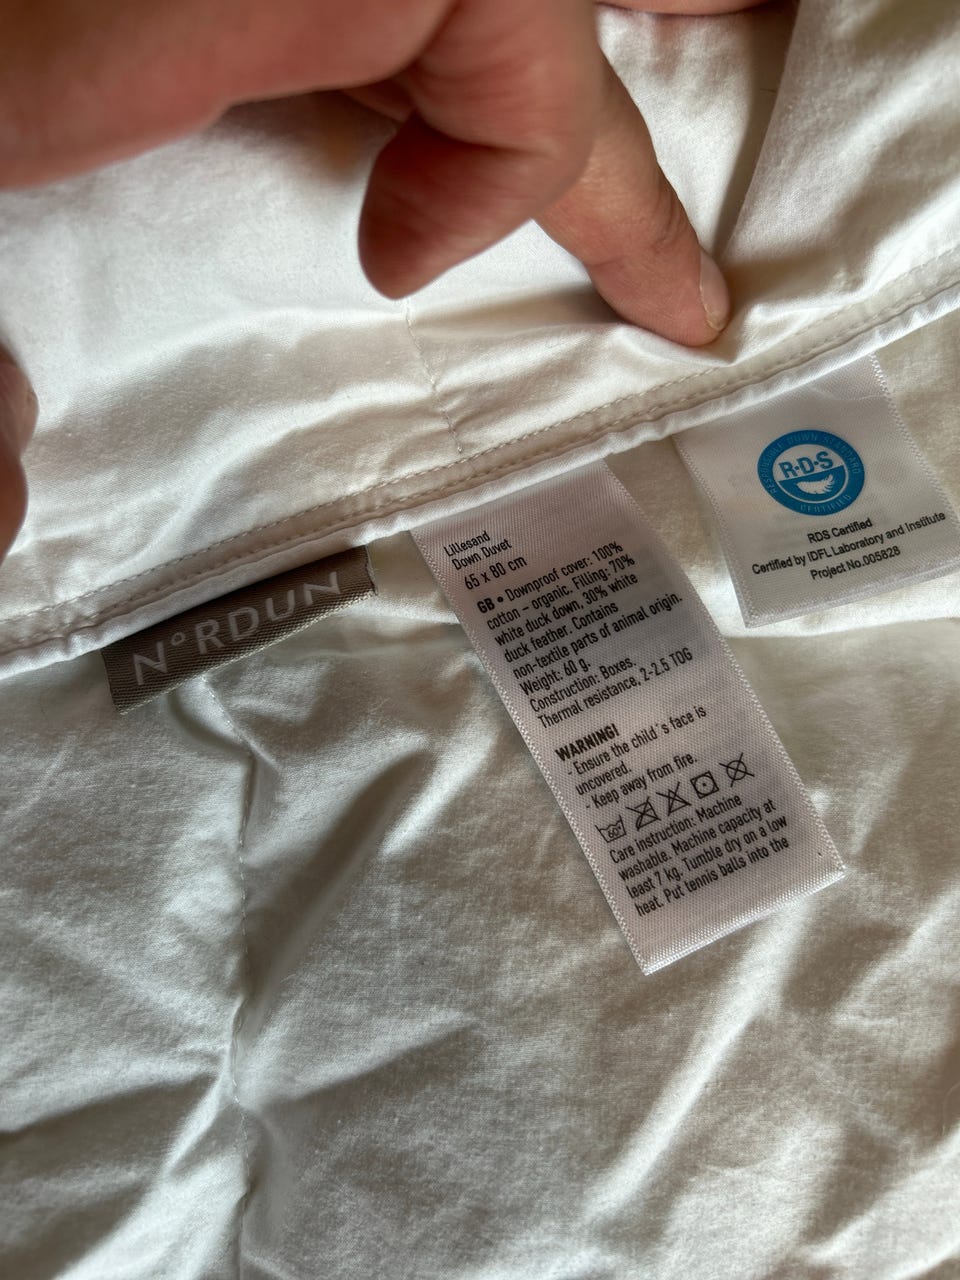 N°RDUN
Lillesand
Down Duvet
65 x 80 cm
GB • Downproof cover: 100%
cotton – organic. Filling: 70%
white duck down, 30% white
duck feather. Contains
non-textile parts of animal origin.
Weight: 60 g.
Construction: Boxes.
Thermal resistance, 2-2.5 TOG
WARNING!
- Ensure the child´s face is
uncovered.
- Keep away from fire.
60°
Care instruction: Machine
washable. Machine capacity at
least 7 kg. Tumble dry on a low
heat. Put tennis balls into the
RESPONSIBLE DOWN STANDARD
R·D·S
CERTIFIED
RDS Certified
Certified by IDFL Laboratory and Institute
Project No.005828